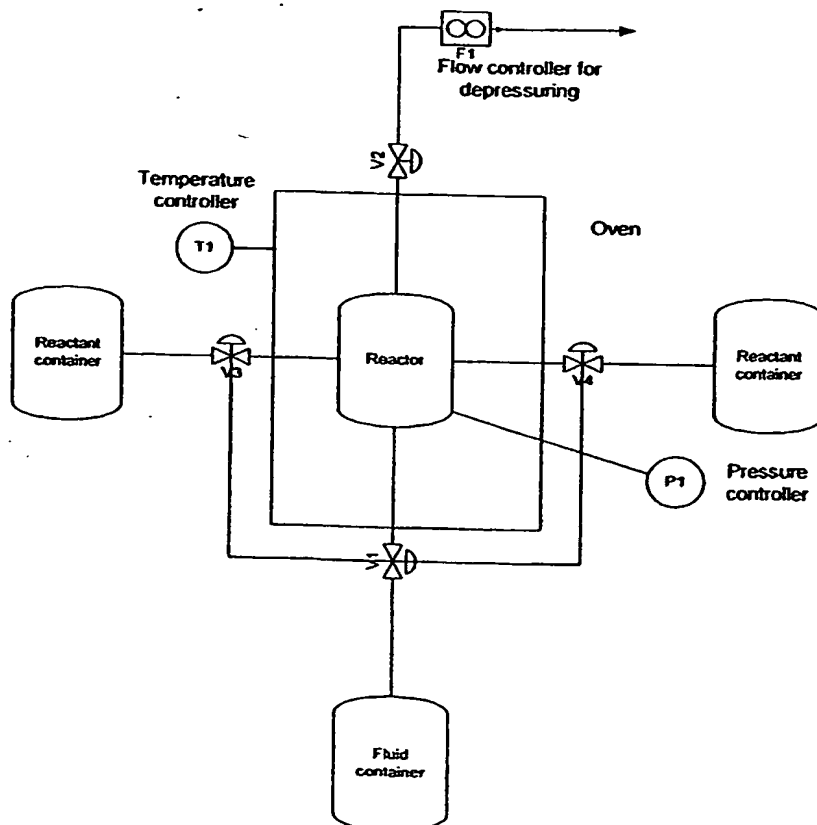 F1
Flow controller for
depressuring
V2
Temperature
controller
T1
Oven
Reactant
container
V3
Reactor
V4
Reactant
container
P1
Pressure
controller
V1
Fluid
container